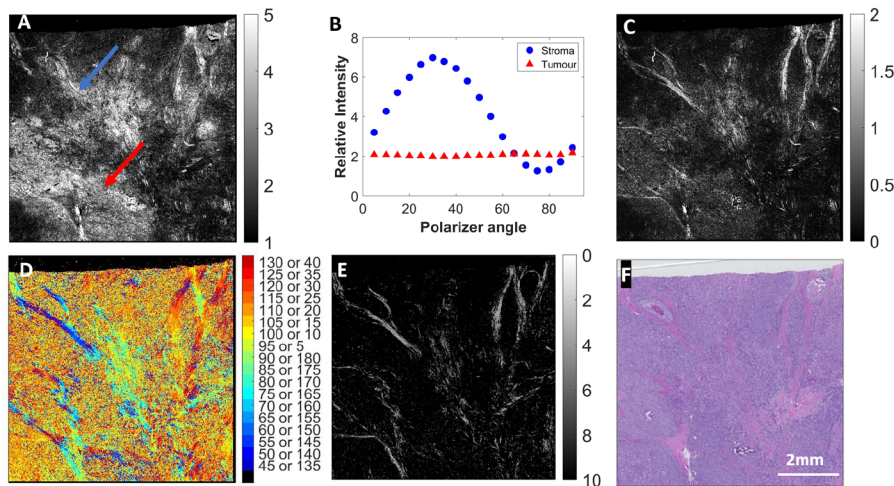 A
5
4
3
2
1
B
8
6
4
2
0
0 20 40 60 80
Relative Intensity
Polarizer angle
Stroma
Tumour
C
2
1.5
1
0.5
0
D
130 or 40
125 or 35
120 or 30
115 or 25
110 or 20
105 or 15
100 or 10
95 or 5
90 or 180
85 or 175
80 or 170
75 or 165
70 or 160
65 or 155
60 or 150
55 or 145
50 or 140
45 or 135
E
0
2
4
6
8
10
F
2mm